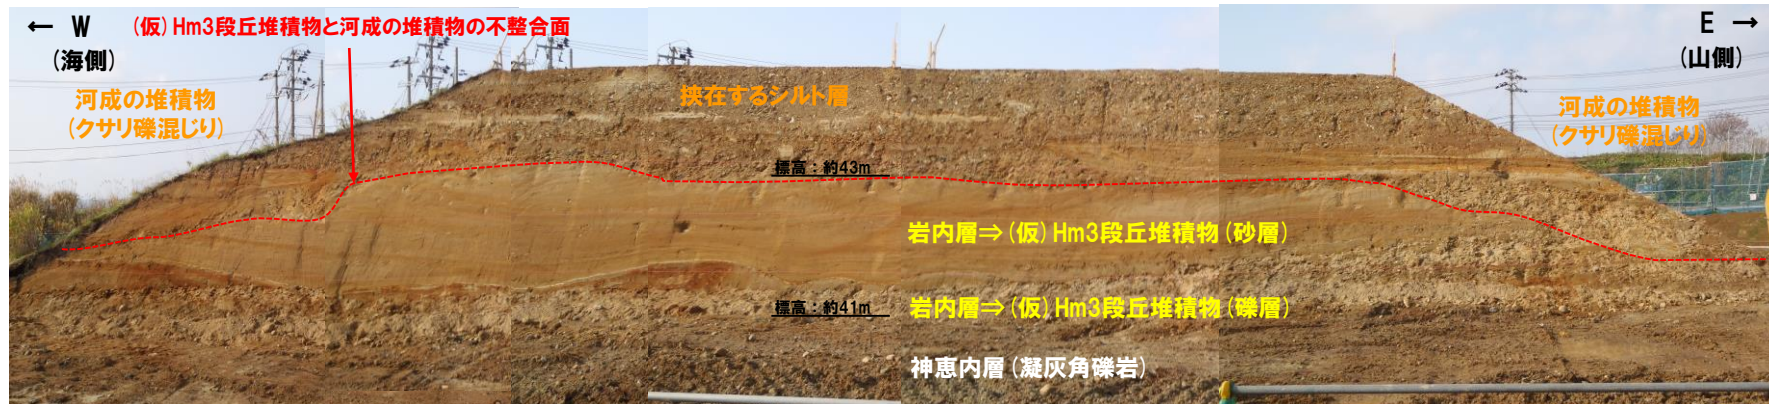 ← W
(海側)
(仮)Hm3段丘堆積物と河成の堆積物の不整合面
E →
(山側)
河成の堆積物
(クサリ礫混じり)
挟在するシルト層
河成の堆積物
(クサリ礫混じり)
標高：約43m
岩内層⇒(仮)Hm3段丘堆積物(砂層)
標高：約41m
岩内層⇒(仮)Hm3段丘堆積物(礫層)
神恵内層(凝灰角礫岩)